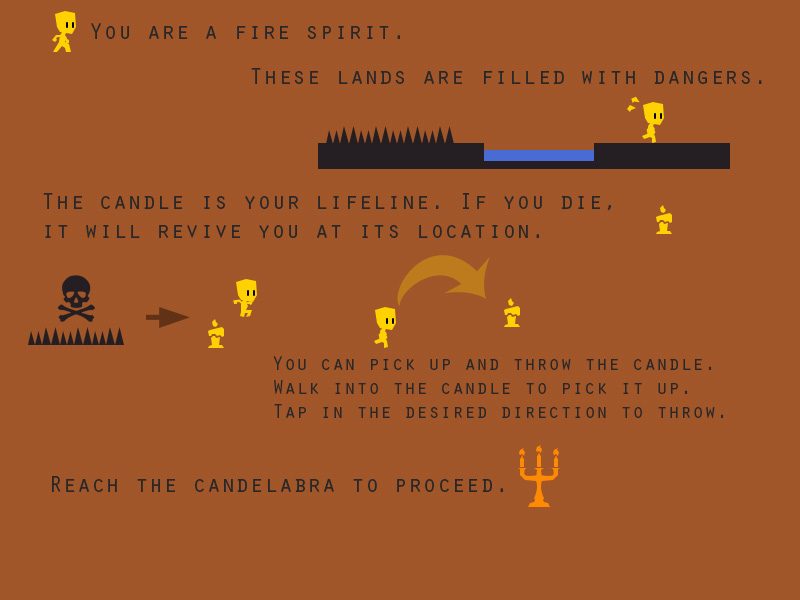 You are a fire spirit.
These lands are filled with dangers.
The candle is your lifeline. If you die,
it will revive you at its location.
You can pick up and throw the candle.
Walk into the candle to pick it up.
Tap in the desired direction to throw.
Reach the candelabra to proceed.